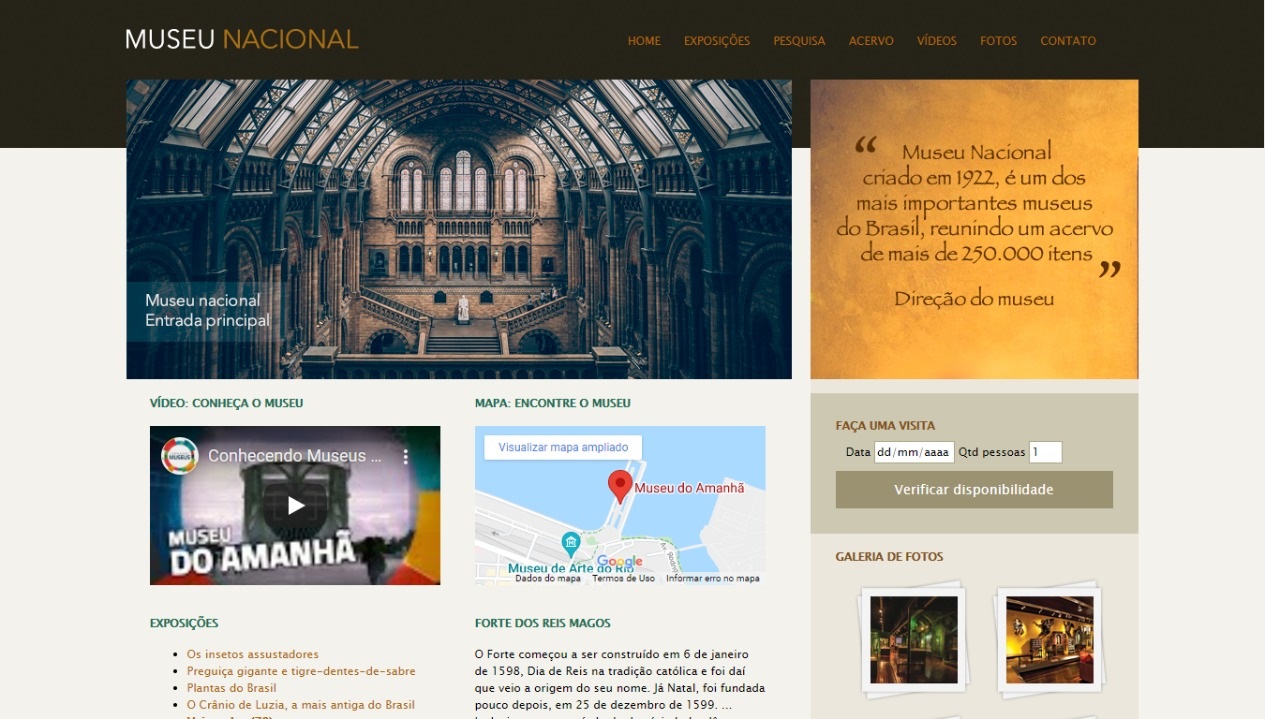 MUSEU NACIONAL
HOME EXPOSIÇÕES PESQUISA ACERVO VÍDEOS FOTOS CONTATO
Museu nacional
Entrada principal
“ Museu Nacional
criado em 1922, é um dos
mais importantes museus
do Brasil, reunindo um acervo
de mais de 250.000 itens ”
Direção do museu
VÍDEO: CONHEÇA O MUSEU
Conhecendo Museus ...
MUSEUS
MUSEU
DO AMANHÃ
MAPA: ENCONTRE O MUSEU
Visualizar mapa ampliado
Museu do Amanhã
Museu de Arte do Rio
Google
Dados do mapa Termos de Uso Informar erro no mapa
FAÇA UMA VISITA
Data dd/mm/aaaa Qtd pessoas 1
Verificar disponibilidade
GALERIA DE FOTOS
EXPOSIÇÕES
Os insetos assustadores
Preguiça gigante e tigre-dentes-de-sabre
Plantas do Brasil
O Crânio de Luzia, a mais antiga do Brasil
FORTE DOS REIS MAGOS
O Forte começou a ser construído em 6 de janeiro
de 1598, Dia de Reis na tradição católica e foi daí
que veio a origem do seu nome. Já Natal, foi fundada
pouco depois, em 25 de dezembro de 1599. ...